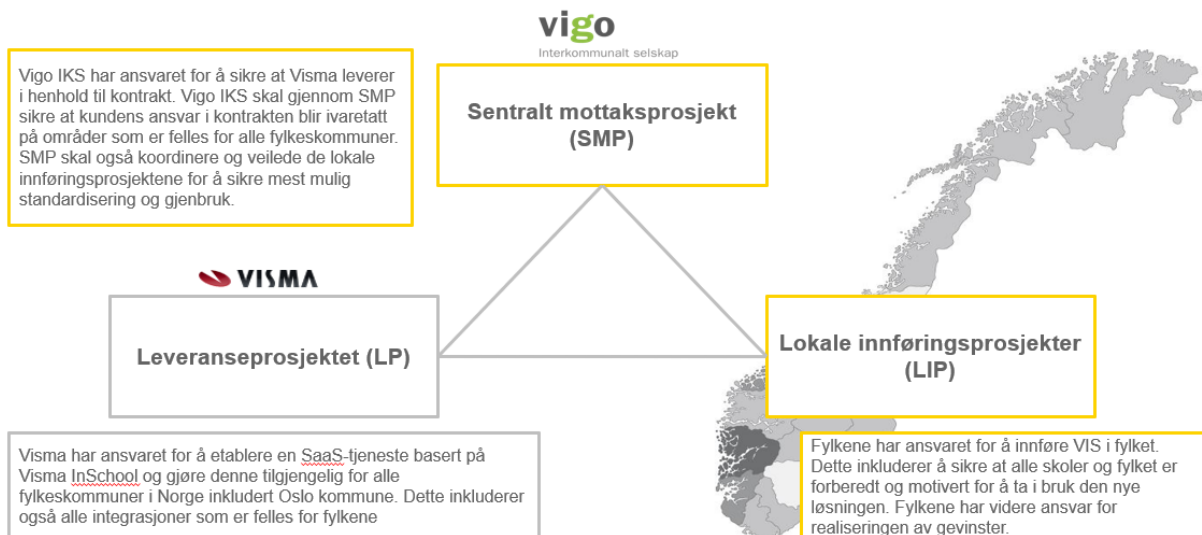 vigo
Interkommunalt selskap
Vigo IKS har ansvaret for å sikre at Visma leverer
i henhold til kontrakt. Vigo IKS skal gjennom SMP
sikre at kundens ansvar i kontrakten blir ivaretatt
på områder som er felles for alle fylkeskommuner.
SMP skal også koordinere og veilede de lokale
innføringsprosjektene for å sikre mest mulig
standardisering og gjenbruk.
Sentralt mottaksprosjekt
(SMP)
VISMA
Leveranseprosjektet (LP)
Lokale innføringsprosjekter
(LIP)
Visma har ansvaret for å etablere en SaaS-tjeneste basert på
Visma InSchool og gjøre denne tilgjengelig for alle
fylkeskommuner i Norge inkludert Oslo kommune. Dette inkluderer
også alle integrasjoner som er felles for fylkene
Fylkene har ansvaret for å innføre VIS i fylket.
Dette inkluderer å sikre at alle skoler og fylket er
forberedt og motivert for å ta i bruk den nye
løsningen. Fylkene har videre ansvar for
realiseringen av gevinster.